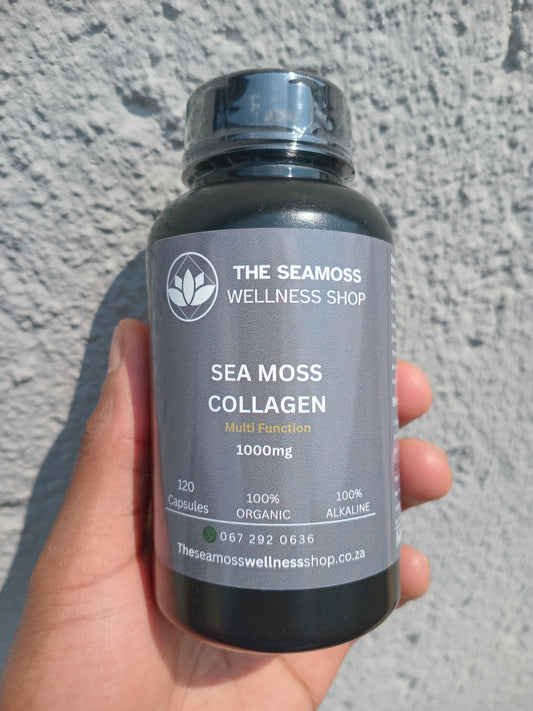 THE SEAMOSS
WELLNESS SHOP
SEA MOSS
COLLAGEN
Multi Function
1000mg
120
Capsules
100%
ORGANIC
100%
ALKALINE
067 292 0636
Theseamosswellnessshop.co.za